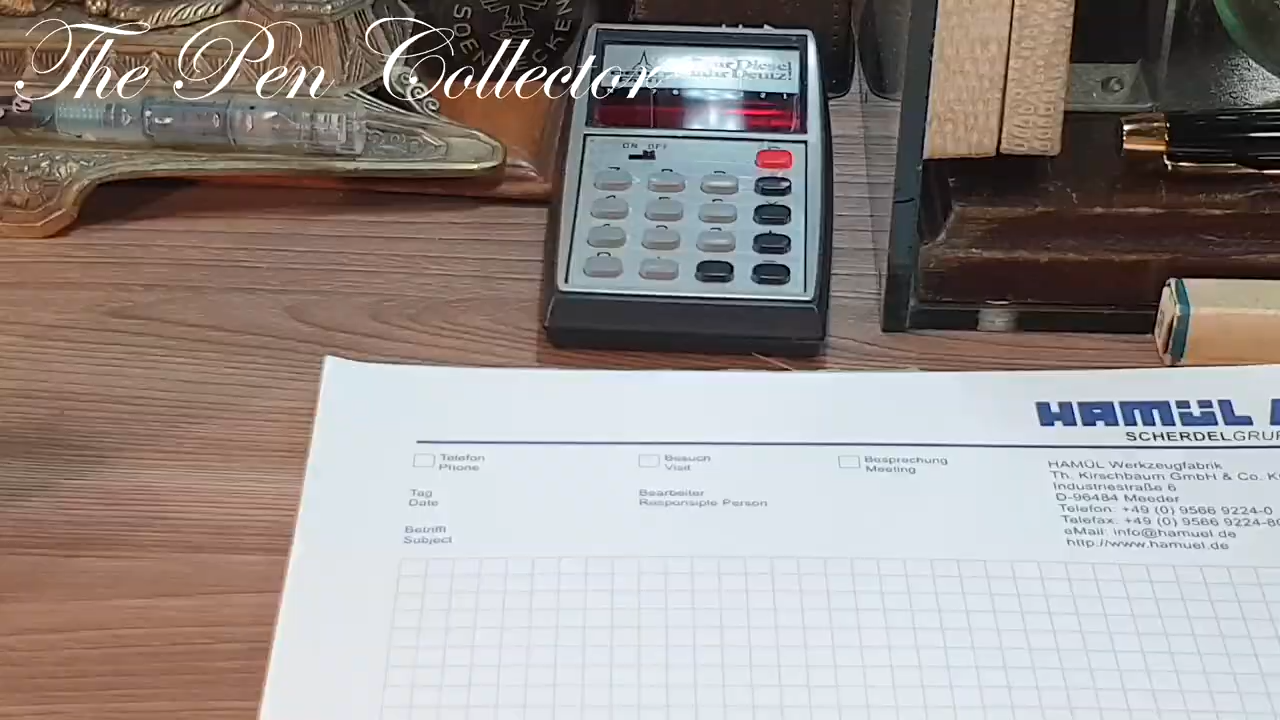 The Pen Collector
ON OFF
HAMÜL
SCHERDELGRU
Telefon
Phone
Besuch
Visit
Besprechung
Meeting
Tag
Date
Bearbeiter
Responsible Person
Betrifft
Subject
HAMÜL Werkzeugfabrik
Th. Kirschbaum GmbH & Co. K
Industriestraße 6
D-96484 Meeder
Telefon: +49 (0) 9566 9224-0
Telefax: +49 (0) 9566 9224-8
eMail: info@hamuel.de
http://www.hamuel.de